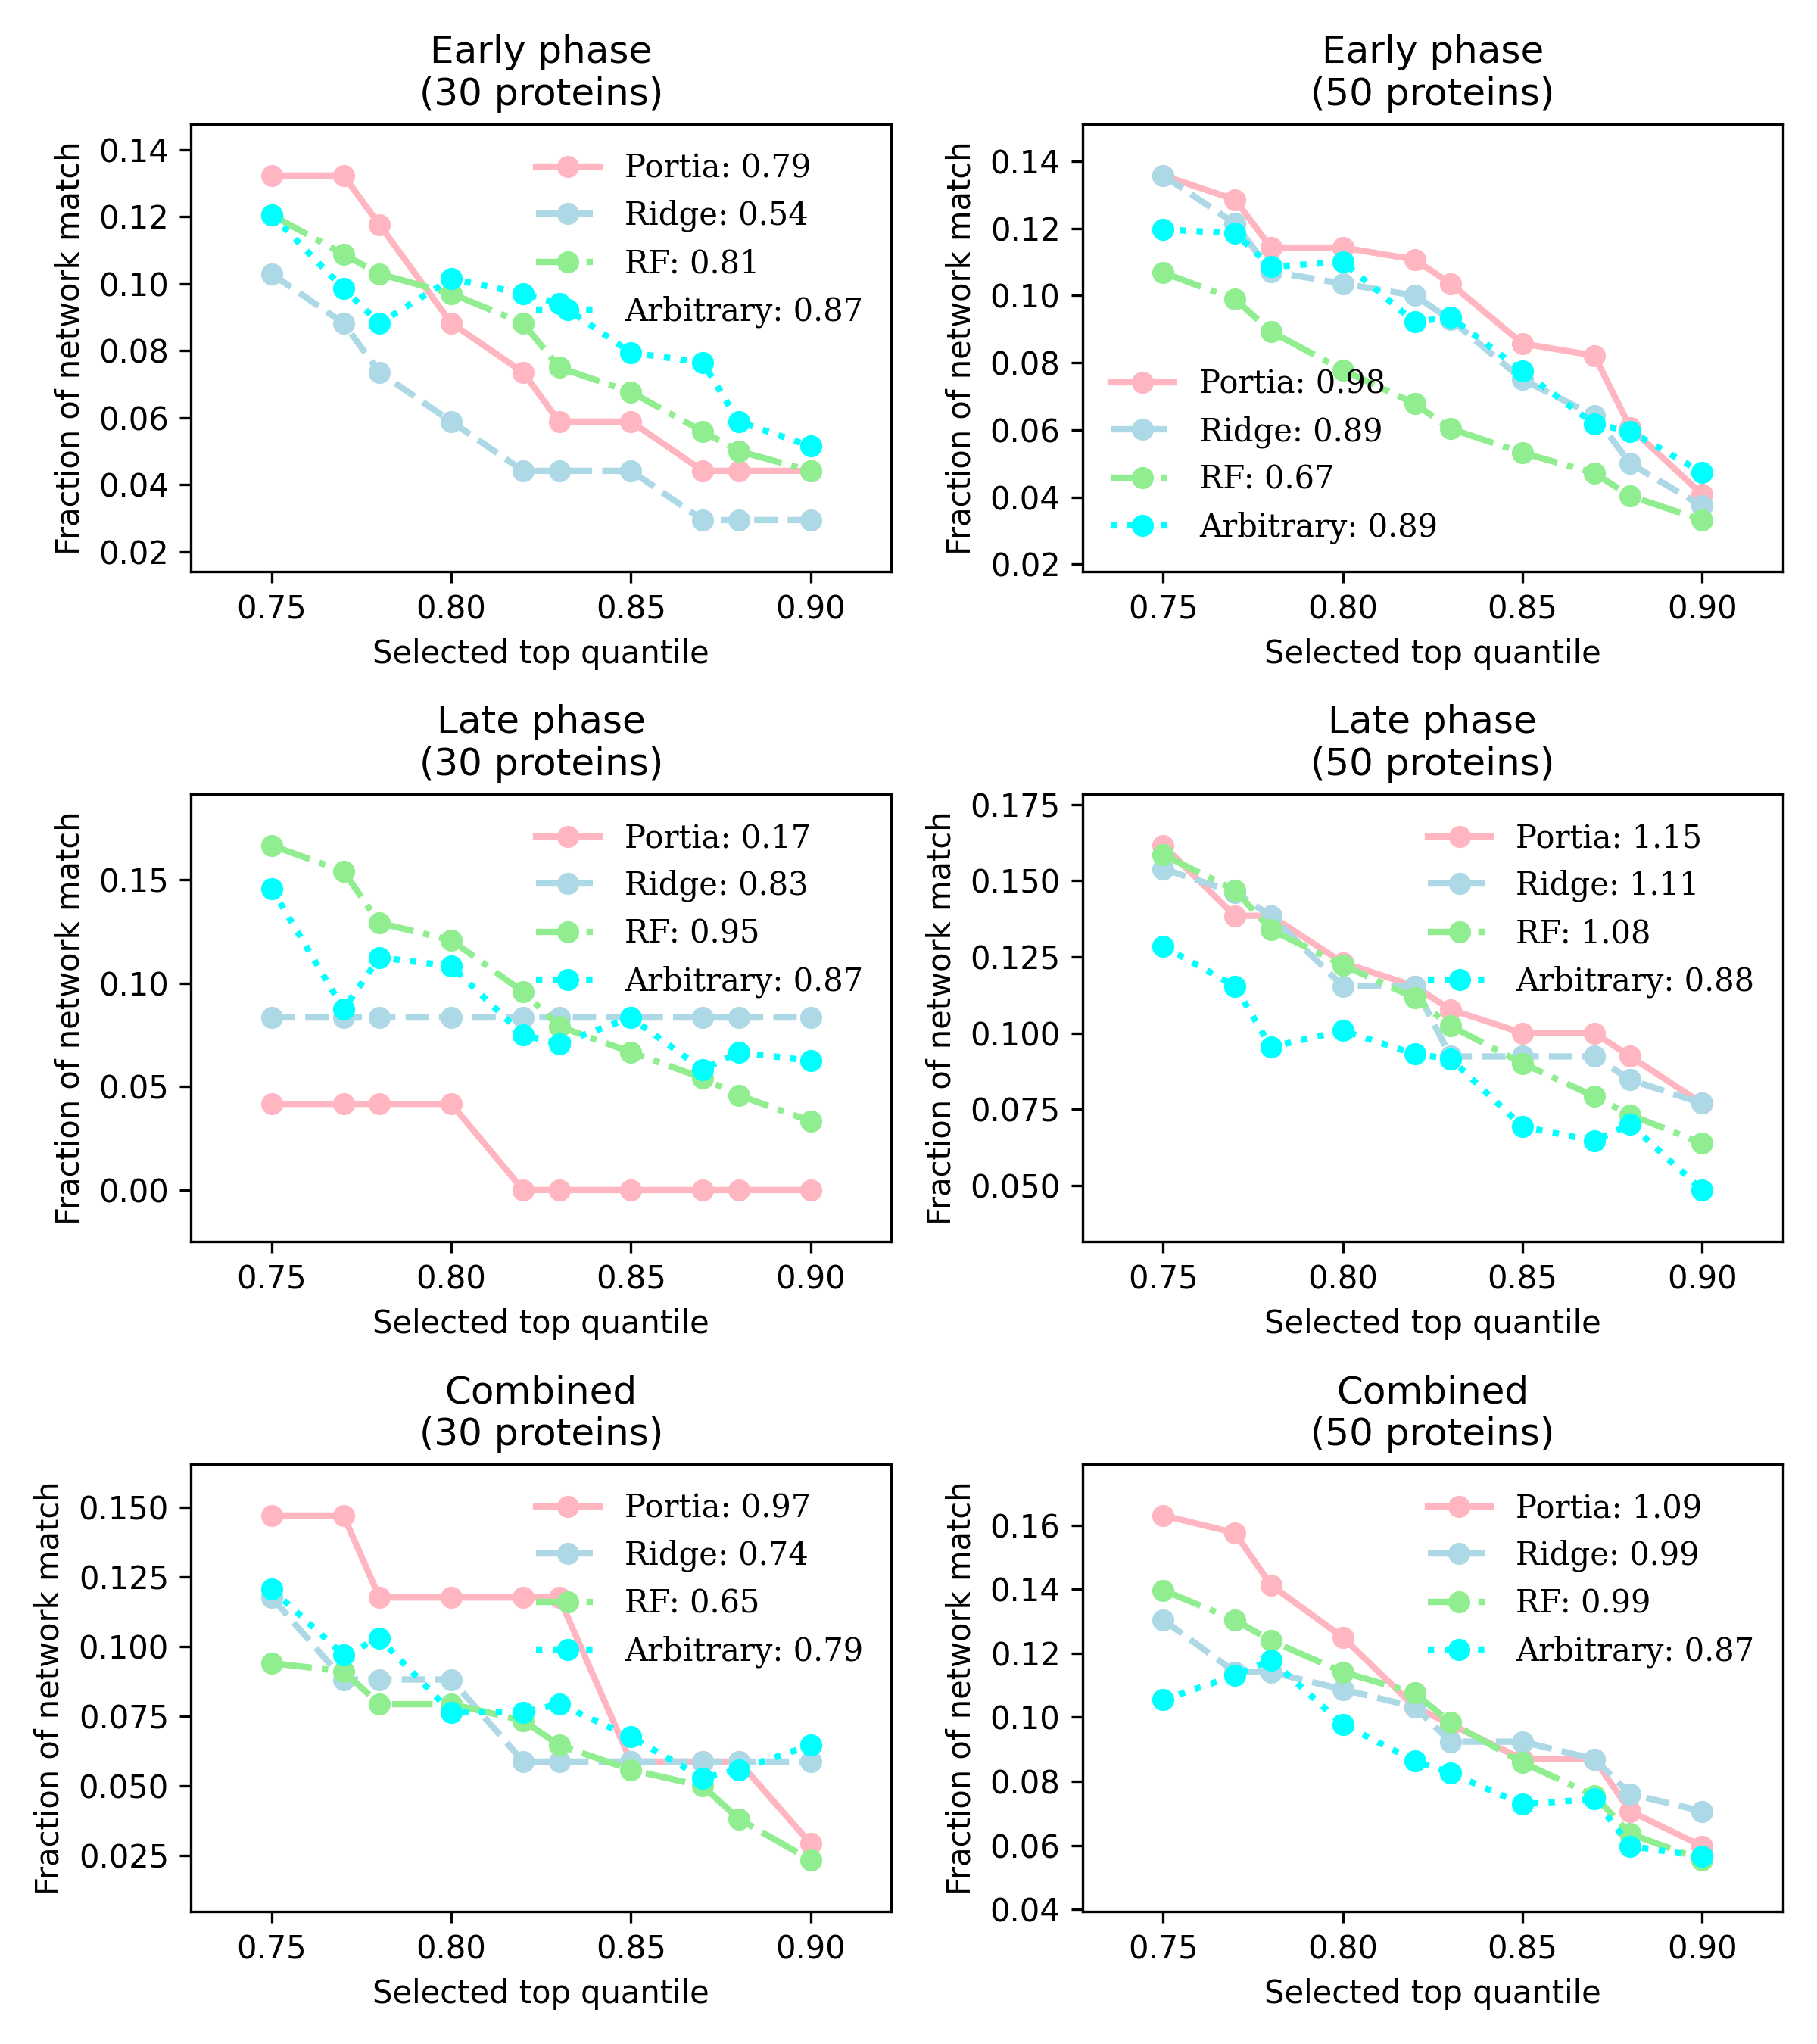 Early phase
(30 proteins)
Fraction of network match
0.14
0.12
0.10
0.08
0.06
0.04
0.02
Portia: 0.79
Ridge: 0.54
RF: 0.81
Arbitrary: 0.87
0.75 0.80 0.85 0.90
Selected top quantile
Early phase
(50 proteins)
Fraction of network match
0.14
0.12
0.10
0.08
0.06
0.04
0.02
Portia: 0.98
Ridge: 0.89
RF: 0.67
Arbitrary: 0.89
0.75 0.80 0.85 0.90
Selected top quantile
Late phase
(30 proteins)
Fraction of network match
0.15
0.10
0.05
0.00
Portia: 0.17
Ridge: 0.83
RF: 0.95
Arbitrary: 0.87
0.75 0.80 0.85 0.90
Selected top quantile
Late phase
(50 proteins)
Fraction of network match
0.175
0.150
0.125
0.100
0.075
0.050
Portia: 1.15
Ridge: 1.11
RF: 1.08
Arbitrary: 0.88
0.75 0.80 0.85 0.90
Selected top quantile
Combined
(30 proteins)
Fraction of network match
0.150
0.125
0.100
0.075
0.050
0.025
Portia: 0.97
Ridge: 0.74
RF: 0.65
Arbitrary: 0.79
0.75 0.80 0.85 0.90
Selected top quantile
Combined
(50 proteins)
Fraction of network match
0.16
0.14
0.12
0.10
0.08
0.06
0.04
Portia: 1.09
Ridge: 0.99
RF: 0.99
Arbitrary: 0.87
0.75 0.80 0.85 0.90
Selected top quantile